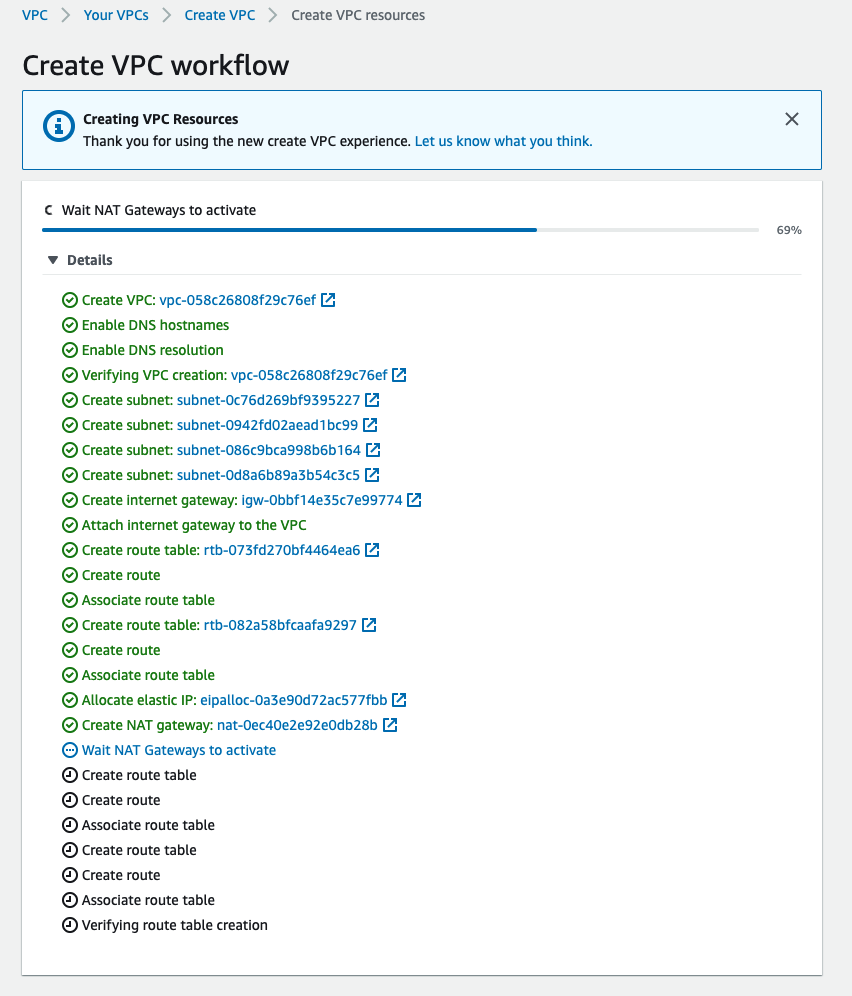 VPC > Your VPCs > Create VPC > Create VPC resources
Create VPC workflow
Creating VPC Resources
Thank you for using the new create VPC experience. Let us know what you think.
Wait NAT Gateways to activate
69%
Details
Create VPC: vpc-058c26808f29c76ef
Enable DNS hostnames
Enable DNS resolution
Verifying VPC creation: vpc-058c26808f29c76ef
Create subnet: subnet-0c76d269bf9395227
Create subnet: subnet-0942fd02aead1bc99
Create subnet: subnet-086c9bca998b6b164
Create subnet: subnet-0d8a6b89a3b54c3c5
Create internet gateway: igw-0bbf14e35c7e99774
Attach internet gateway to the VPC
Create route table: rtb-073fd270bf4464ea6
Create route
Associate route table
Create route table: rtb-082a58bfcaafa9297
Create route
Associate route table
Allocate elastic IP: eipalloc-0a3e90d72ac577fbb
Create NAT gateway: nat-0ec40e2e92e0db28b
Wait NAT Gateways to activate
Create route table
Create route
Associate route table
Create route table
Create route
Associate route table
Verifying route table creation